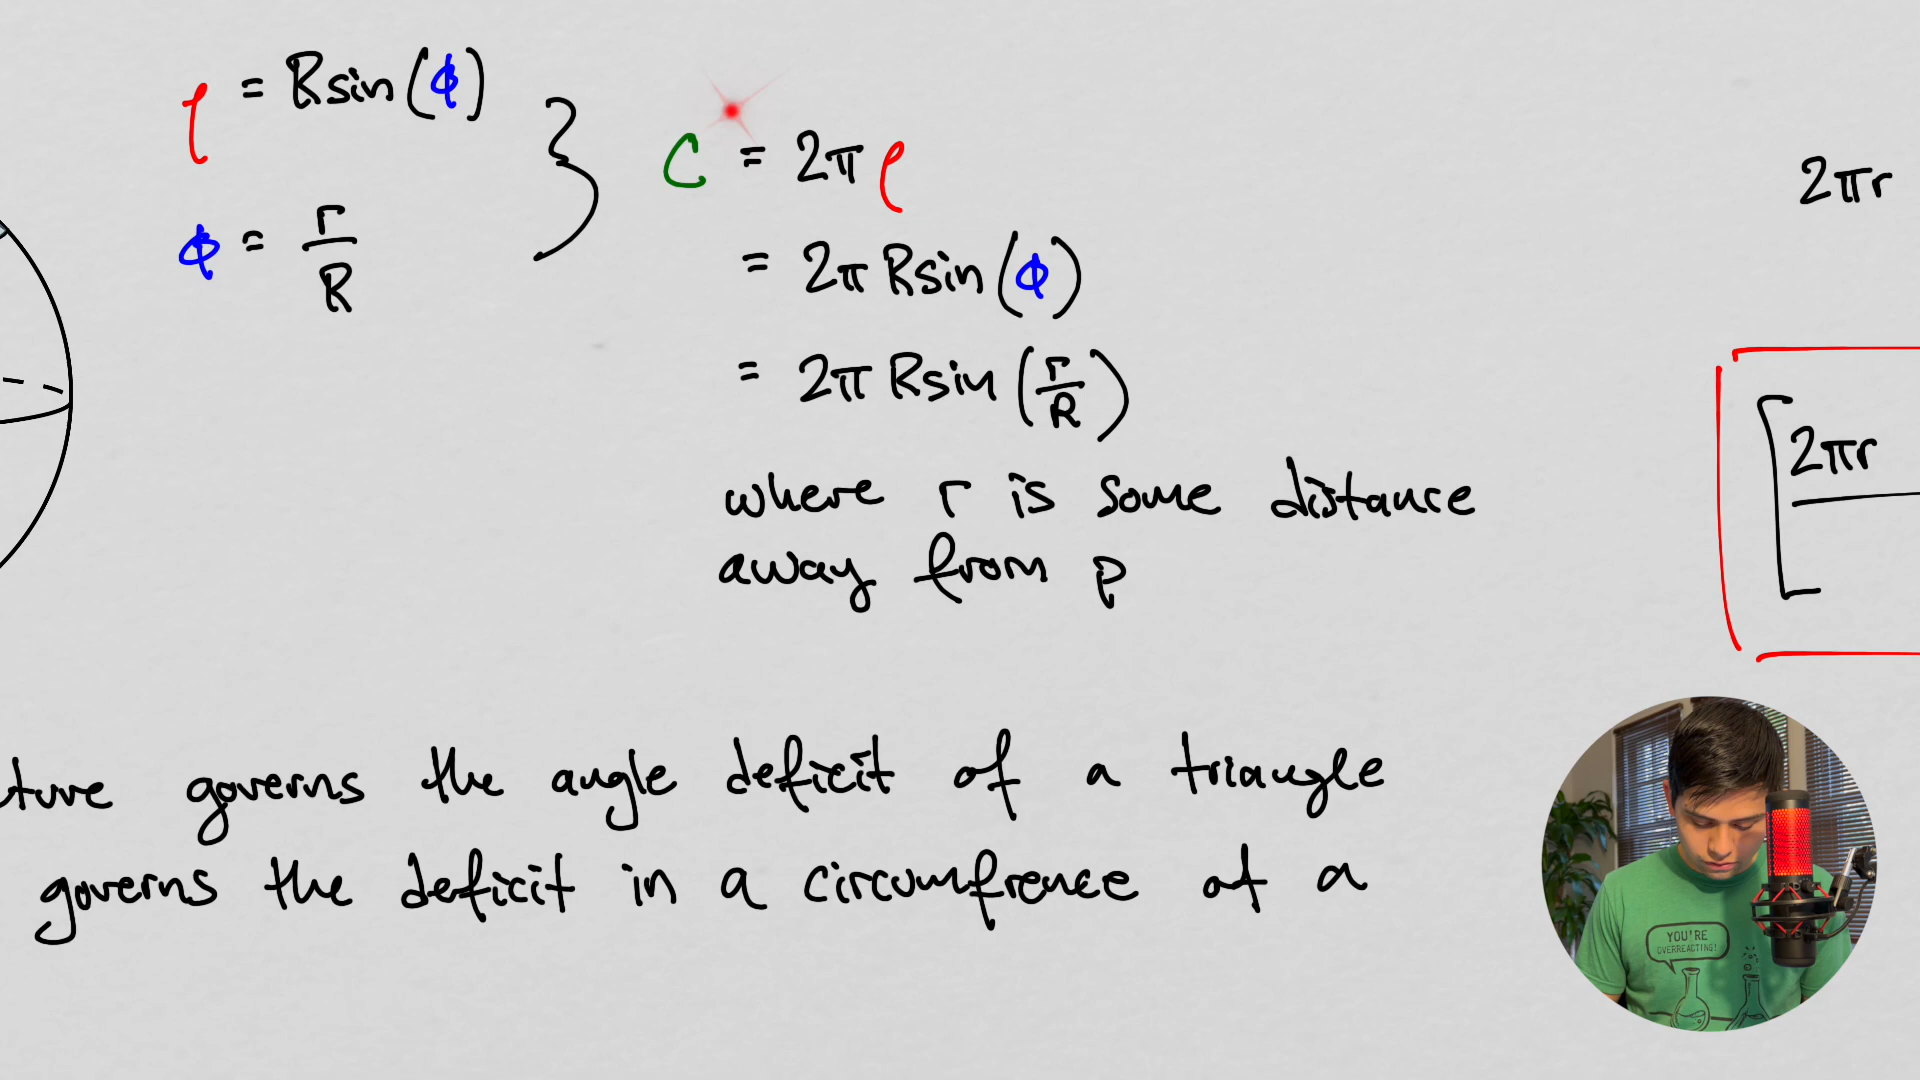 ρ = Rsin(ϕ)
ϕ = r/R
C = 2πρ
= 2πRsin(ϕ)
= 2πRsin(r/R)
where r is some distance
away from p
2πr
2πr
ture governs the angle deficit of a triangle
governs the deficit in a circumfrence of a
YOU'RE
OVERREACTING!